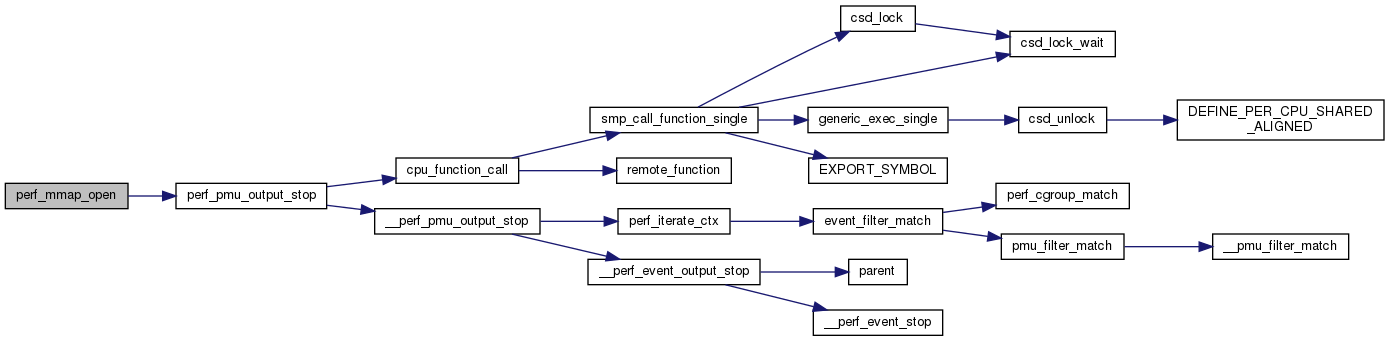 perf_mmap_open
perf_pmu_output_stop
cpu_function_call
smp_call_function_single
csd_lock
csd_lock_wait
generic_exec_single
csd_unlock
DEFINE_PER_CPU_SHARED
_ALIGNED
EXPORT_SYMBOL
remote_function
__perf_pmu_output_stop
perf_iterate_ctx
event_filter_match
perf_cgroup_match
pmu_filter_match
__pmu_filter_match
__perf_event_output_stop
parent
__perf_event_stop